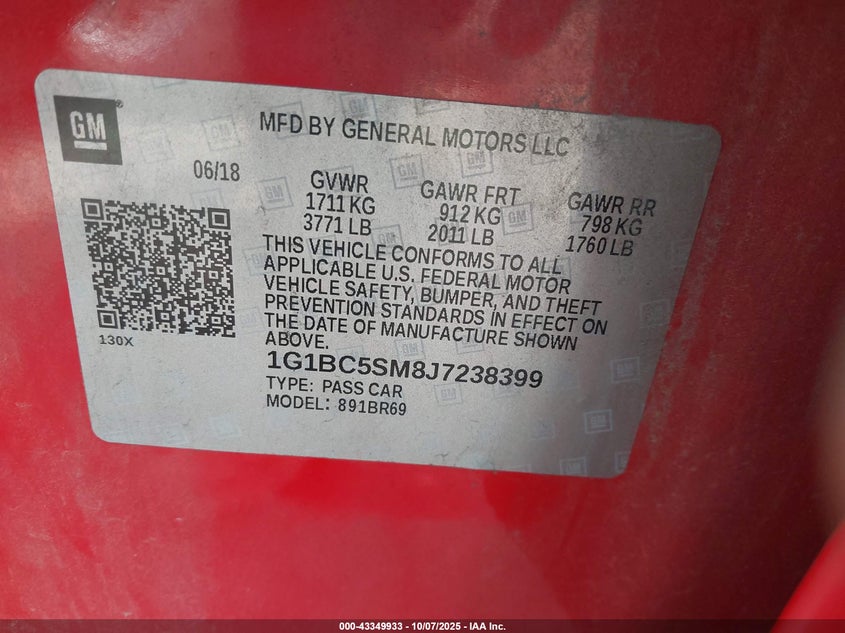 GM
MFD BY GENERAL MOTORS LLC
06/18
GVWR
1711 KG
3771 LB
GAWR FRT
912 KG
2011 LB
GAWR RR
798 KG
1760 LB
THIS VEHICLE CONFORMS TO ALL
APPLICABLE U.S. FEDERAL MOTOR
VEHICLE SAFETY, BUMPER, AND THEFT
PREVENTION STANDARDS IN EFFECT ON
THE DATE OF MANUFACTURE SHOWN
ABOVE.
130X
1G1BC5SM8J7238399
TYPE: PASS CAR
MODEL: 891BR69
000-43349933 - 10/07/2025 - IAA Inc.